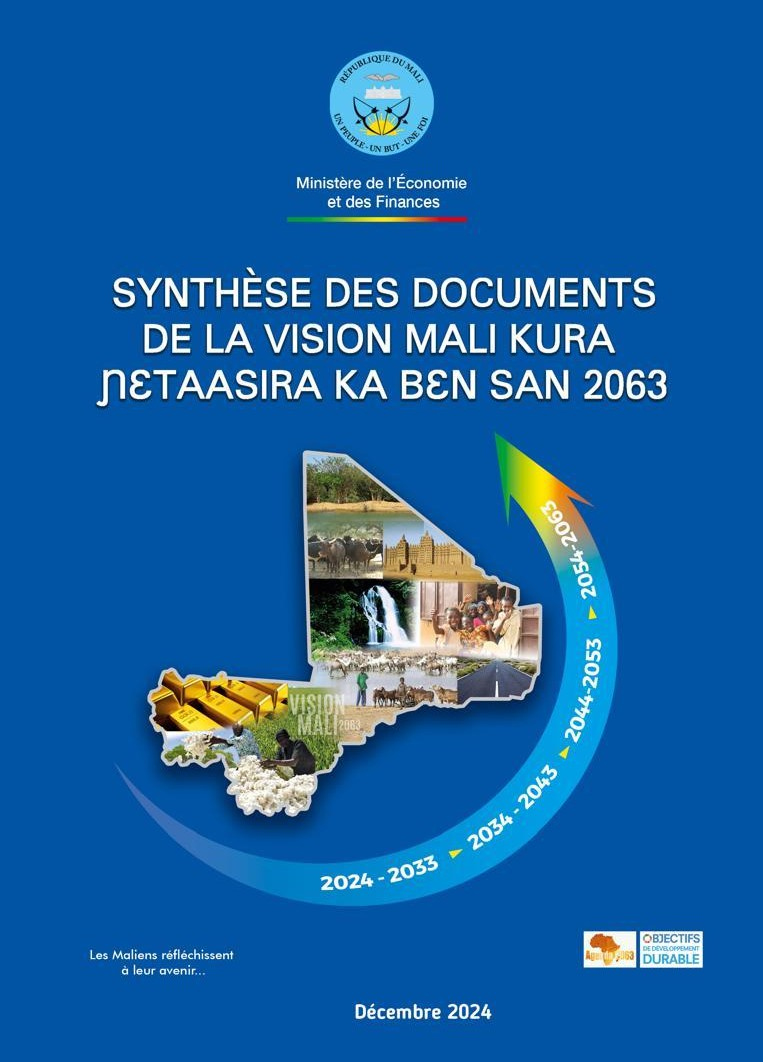 RÉPUBLIQUE DU MALI
UN PEUPLE - UN BUT - UNE FOI
Ministère de l'Économie
et des Finances
SYNTHÈSE DES DOCUMENTS
DE LA VISION MALI KURA
ƝɛTAASIRA KA BɛN SAN 2063
VISION
MALI 2063
2024 - 2033
2034 - 2043
2044-2053
2054-2063
Les Maliens réfléchissent
à leur avenir...
Agenda 2063
OBJECTIFS
DE DÉVELOPPEMENT
DURABLE
Décembre 2024